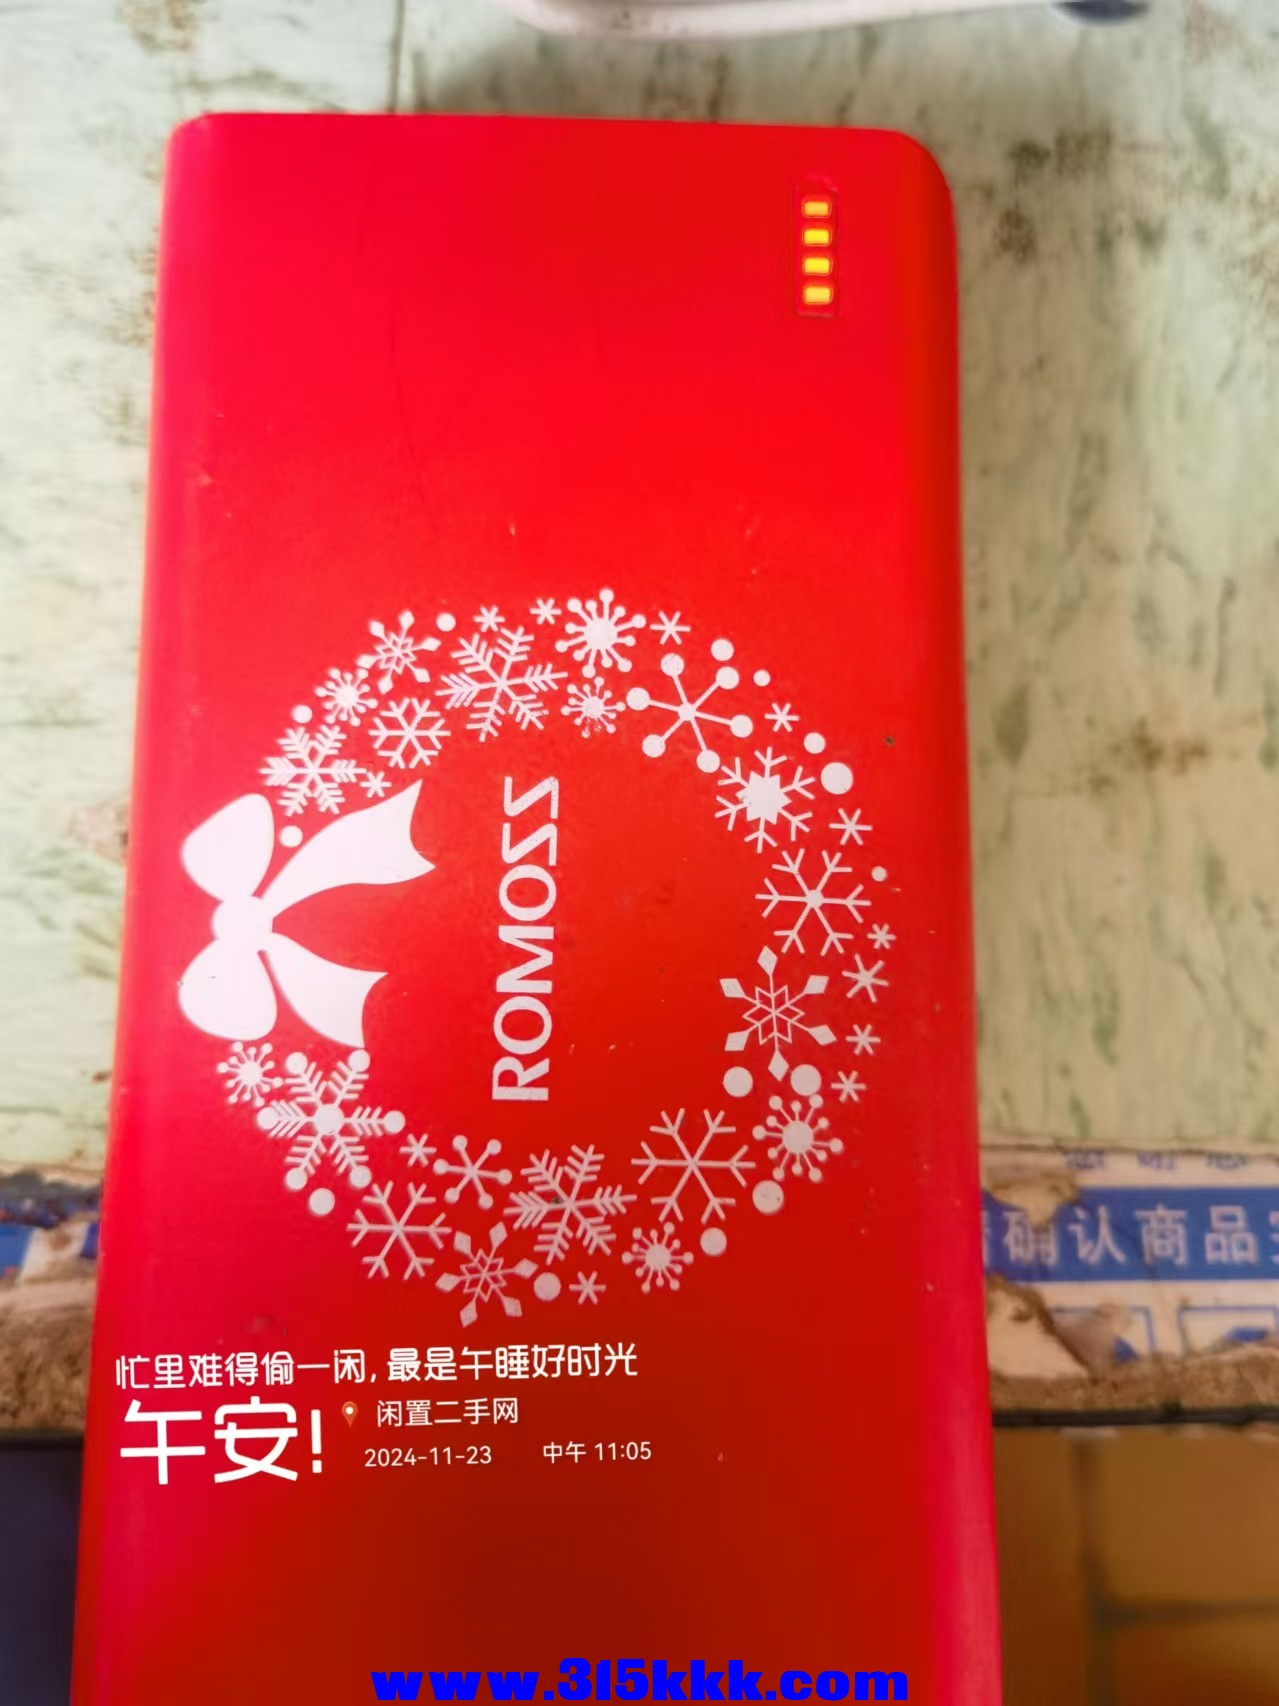 ROMOSS
确认商品
忙里难得偷一闲,最是午睡好时光
午安!
闲置二手网
2024-11-23 中午 11:05
www.315kkk.com